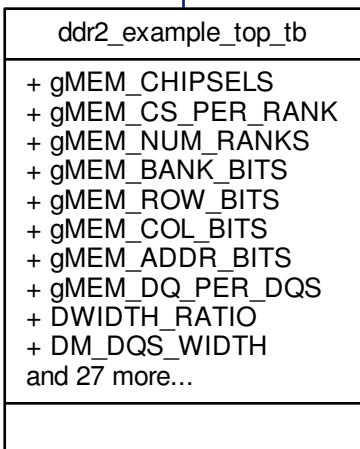 ddr2_example_top_tb
+ gMEM_CHIPSELS
+ gMEM_CS_PER_RANK
+ gMEM_NUM_RANKS
+ gMEM_BANK_BITS
+ gMEM_ROW_BITS
+ gMEM_COL_BITS
+ gMEM_ADDR_BITS
+ gMEM_DQ_PER_DQS
+ DWIDTH_RATIO
+ DM_DQS_WIDTH
and 27 more...